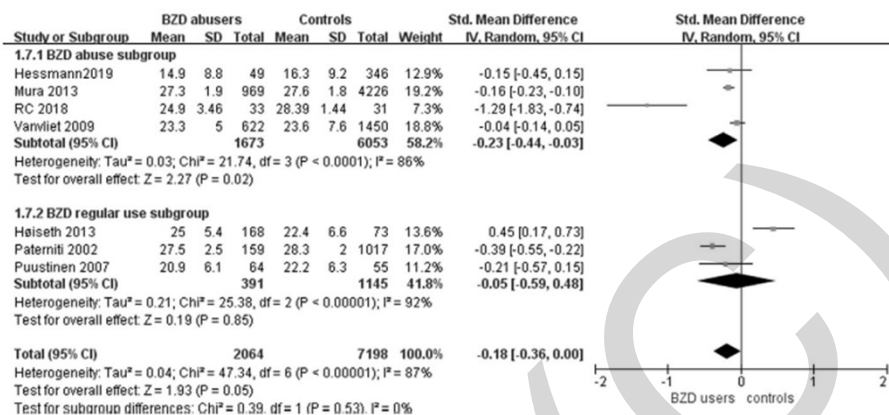 BZD abusers Controls Std. Mean Difference Std. Mean Difference
Study or Subgroup Mean SD Total Mean SD Total Weight IV, Random, 95% CI IV, Random, 95% CI
1.7.1 BZD abuse subgroup
Hessmann2019 14.9 8.8 49 16.3 9.2 346 12.9% -0.15 [-0.45, 0.15]
Mura 2013 27.3 1.9 969 27.6 1.8 4226 19.2% -0.16 [-0.23, -0.10]
RC 2018 24.9 3.46 33 28.39 1.44 31 7.3% -1.29 [-1.83, -0.74]
Vanvliet 2009 23.3 5 622 23.6 7.6 1450 18.8% -0.04 [-0.14, 0.05]
Subtotal (95% CI) 1673 6053 58.2% -0.23 [-0.44, -0.03]
Heterogeneity: Tau² = 0.03; Chi² = 21.74, df = 3 (P < 0.0001); I² = 86%
Test for overall effect: Z = 2.27 (P = 0.02)
1.7.2 BZD regular use subgroup
Høiseth 2013 25 5.4 168 22.4 6.6 73 13.6% 0.45 [0.17, 0.73]
Paterniti 2002 27.5 2.5 159 28.3 2 1017 17.0% -0.39 [-0.55, -0.22]
Puustinen 2007 20.9 6.1 64 22.2 6.3 55 11.2% -0.21 [-0.57, 0.15]
Subtotal (95% CI) 391 1145 41.8% -0.05 [-0.59, 0.48]
Heterogeneity: Tau² = 0.21; Chi² = 25.38, df = 2 (P < 0.00001); I² = 92%
Test for overall effect: Z = 0.19 (P = 0.85)
Total (95% CI) 2064 7198 100.0% -0.18 [-0.36, 0.00]
Heterogeneity: Tau² = 0.04; Chi² = 47.34, df = 6 (P < 0.00001); I² = 87%
Test for overall effect: Z = 1.93 (P = 0.05)
Test for subgroup differences: Chi² = 0.39, df = 1 (P = 0.53), I² = 0%
-2 -1 0 1 2
BZD users controls